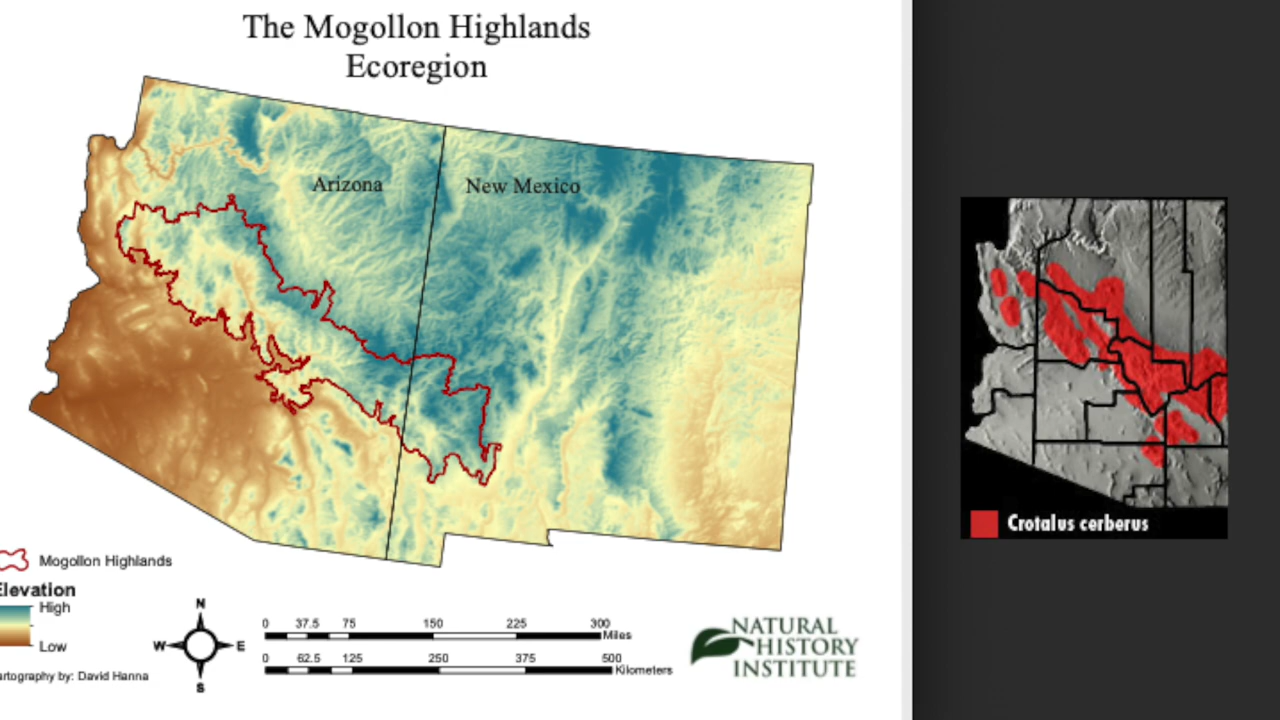 The Mogollon Highlands
Ecoregion
Arizona
New Mexico
Mogollon Highlands
Elevation
High
Low
artography by: David Hanna
N
W E
S
0 37.5 75 150 225 300
Miles
0 62.5 125 250 375 500
Kilometers
NATURAL
HISTORY
INSTITUTE
Crotalus cerberus